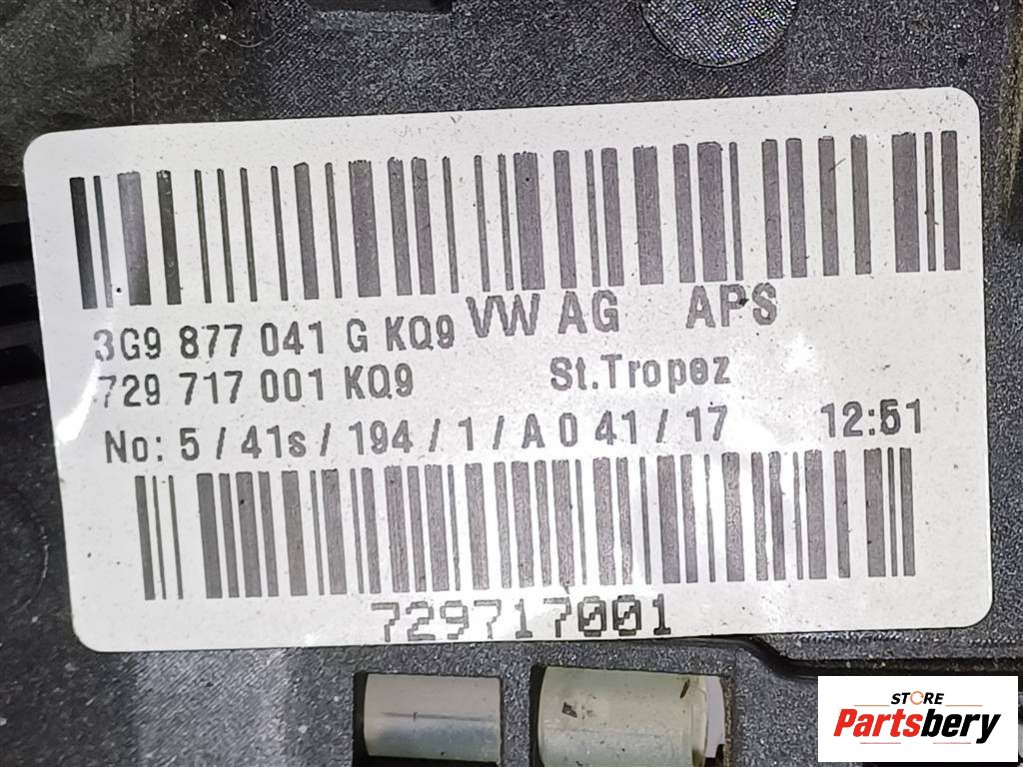 3G9 877 041 G KQ9 VW AG APS
729 717 001 KQ9 St.Tropez
No: 5 / 41s / 194 / 1 / A 0 41 / 17 12:51
729717001
STORE
Partsbery